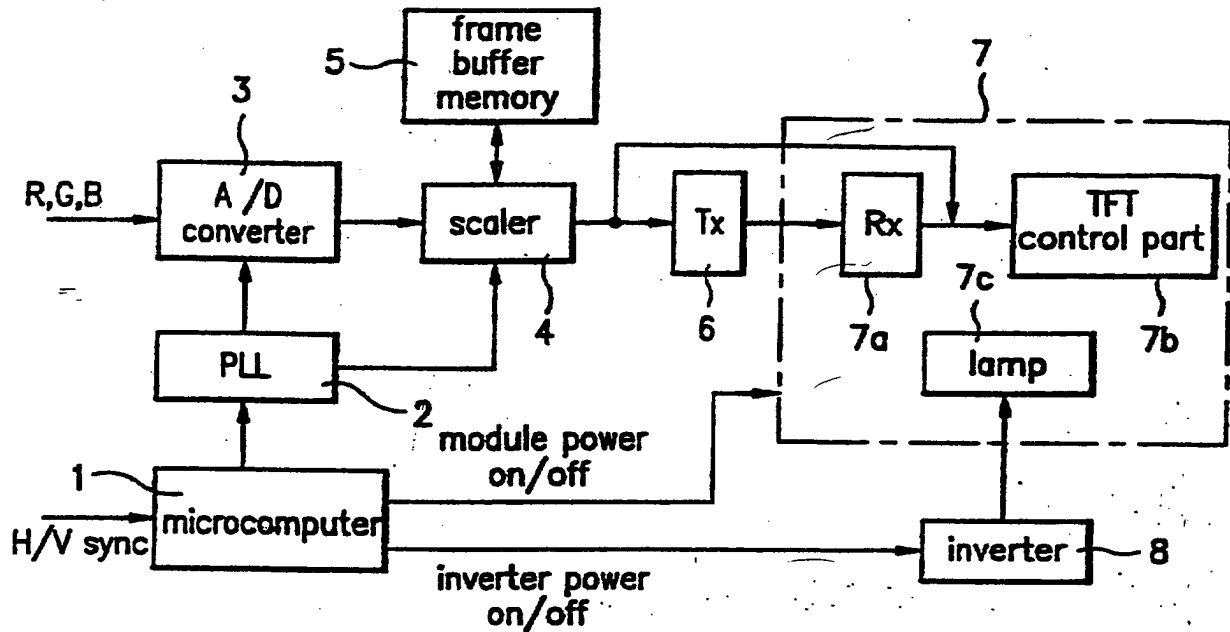 frame
buffer
memory
5
7
3
R,G,B
A/D
converter
scaler
Tx
Rx
TFT
control part
4
6
7a
7c
7b
PLL
lamp
2
module power
on/off
1
microcomputer
H/V sync
inverter
8
inverter power
on/off